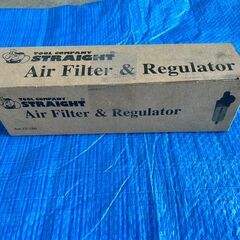 TOOL COMPANY
STRAIGHT
Air Filter & Regulator
TOOL COMPANY
STRAIGHT
Air Filter & Regulator